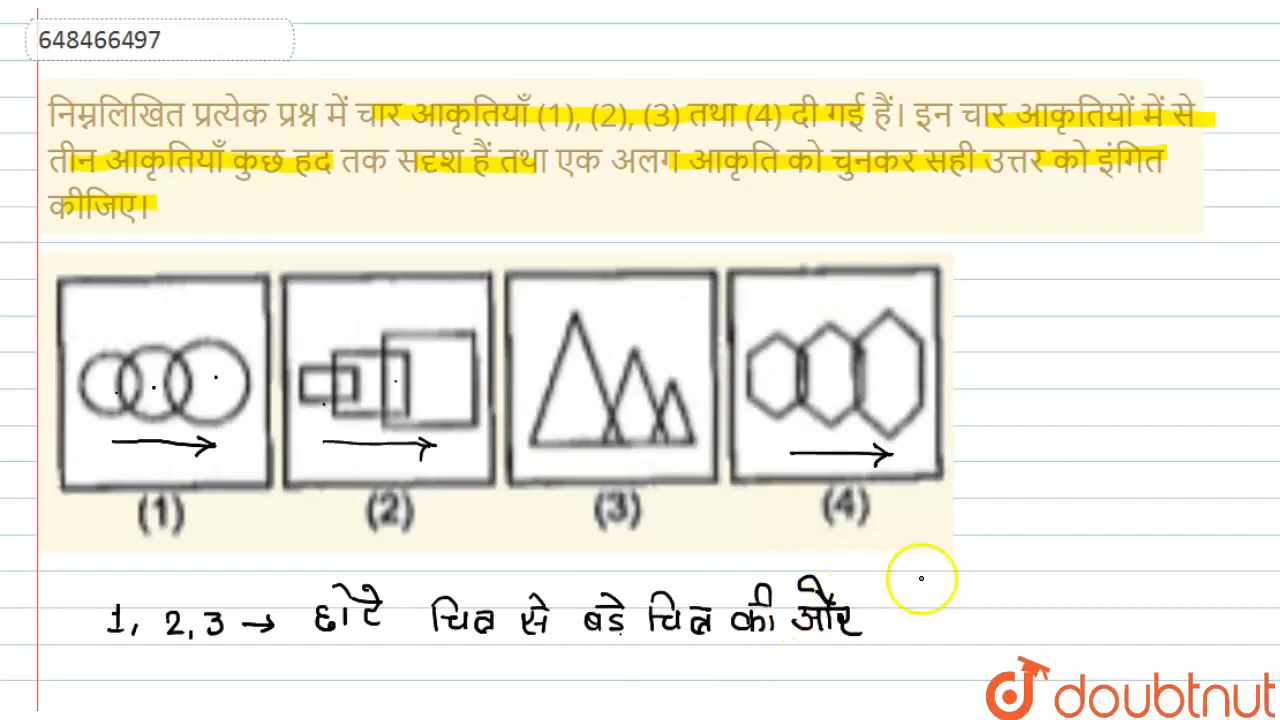 648466497
निम्नलिखित प्रत्येक प्रश्न में चार आकृतियाँ (1), (2), (3) तथा (4) दी गई हैं। इन चार आकृतियों में से
तीन आकृतियाँ कुछ हद तक सदृश हैं तथा एक अलग आकृति को चुनकर सही उत्तर को इंगित
कीजिए।
(1) (2) (3) (4)
1, 2, 3 → छोटे चित्र से बड़े चित्र की ओर
doubtnut